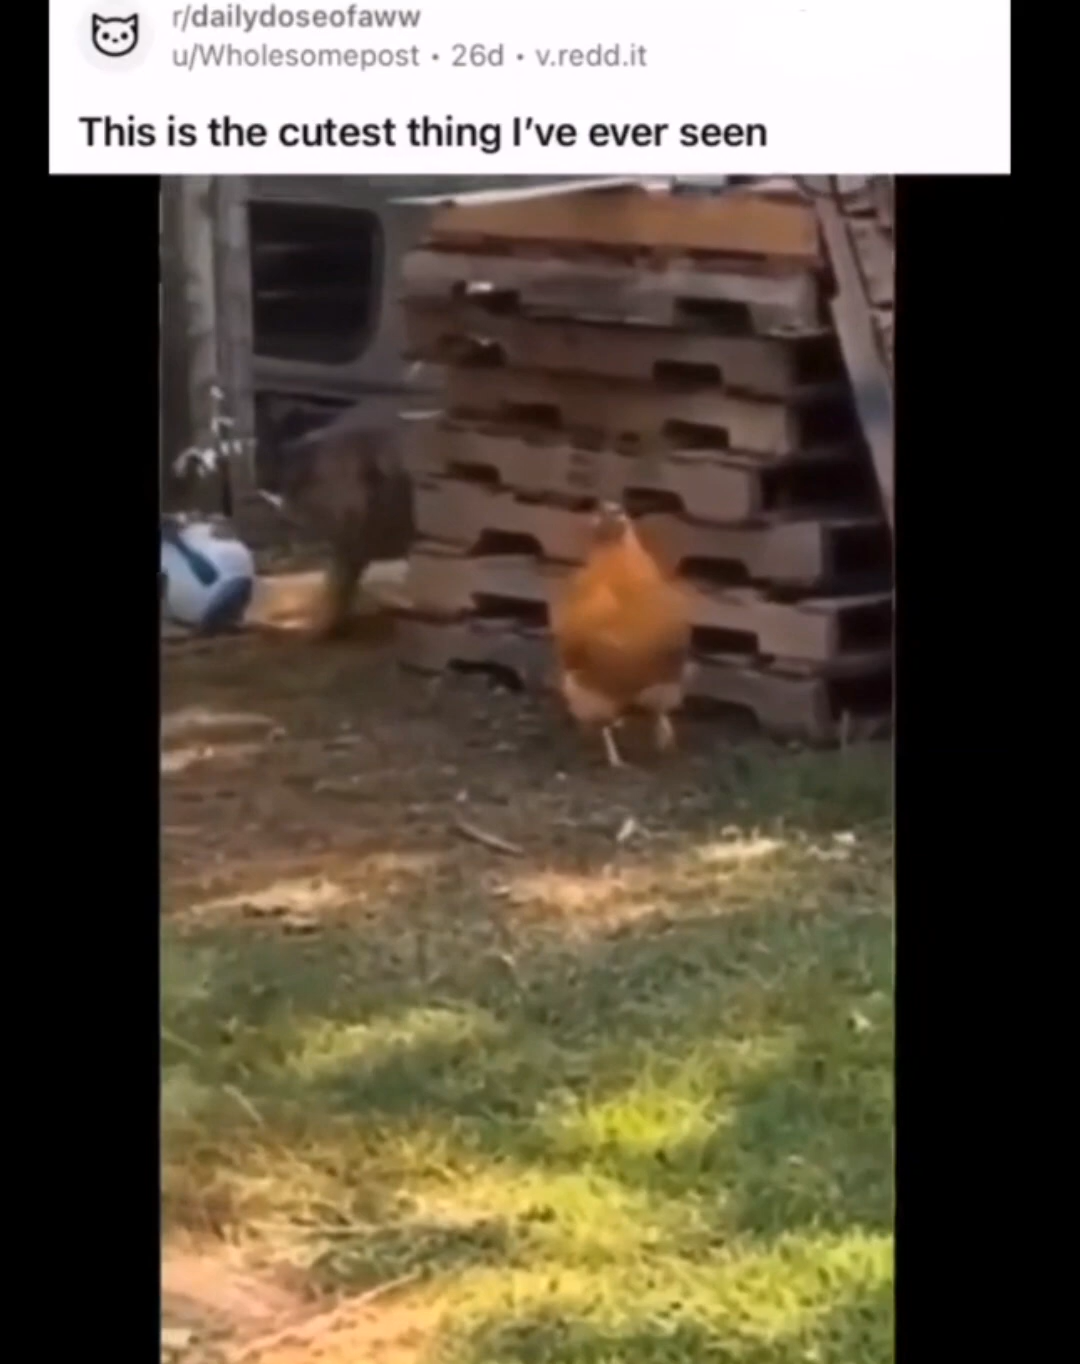 r/dailydoseofaww
u/Wholesomepost • 26d • v.redd.it
This is the cutest thing I've ever seen